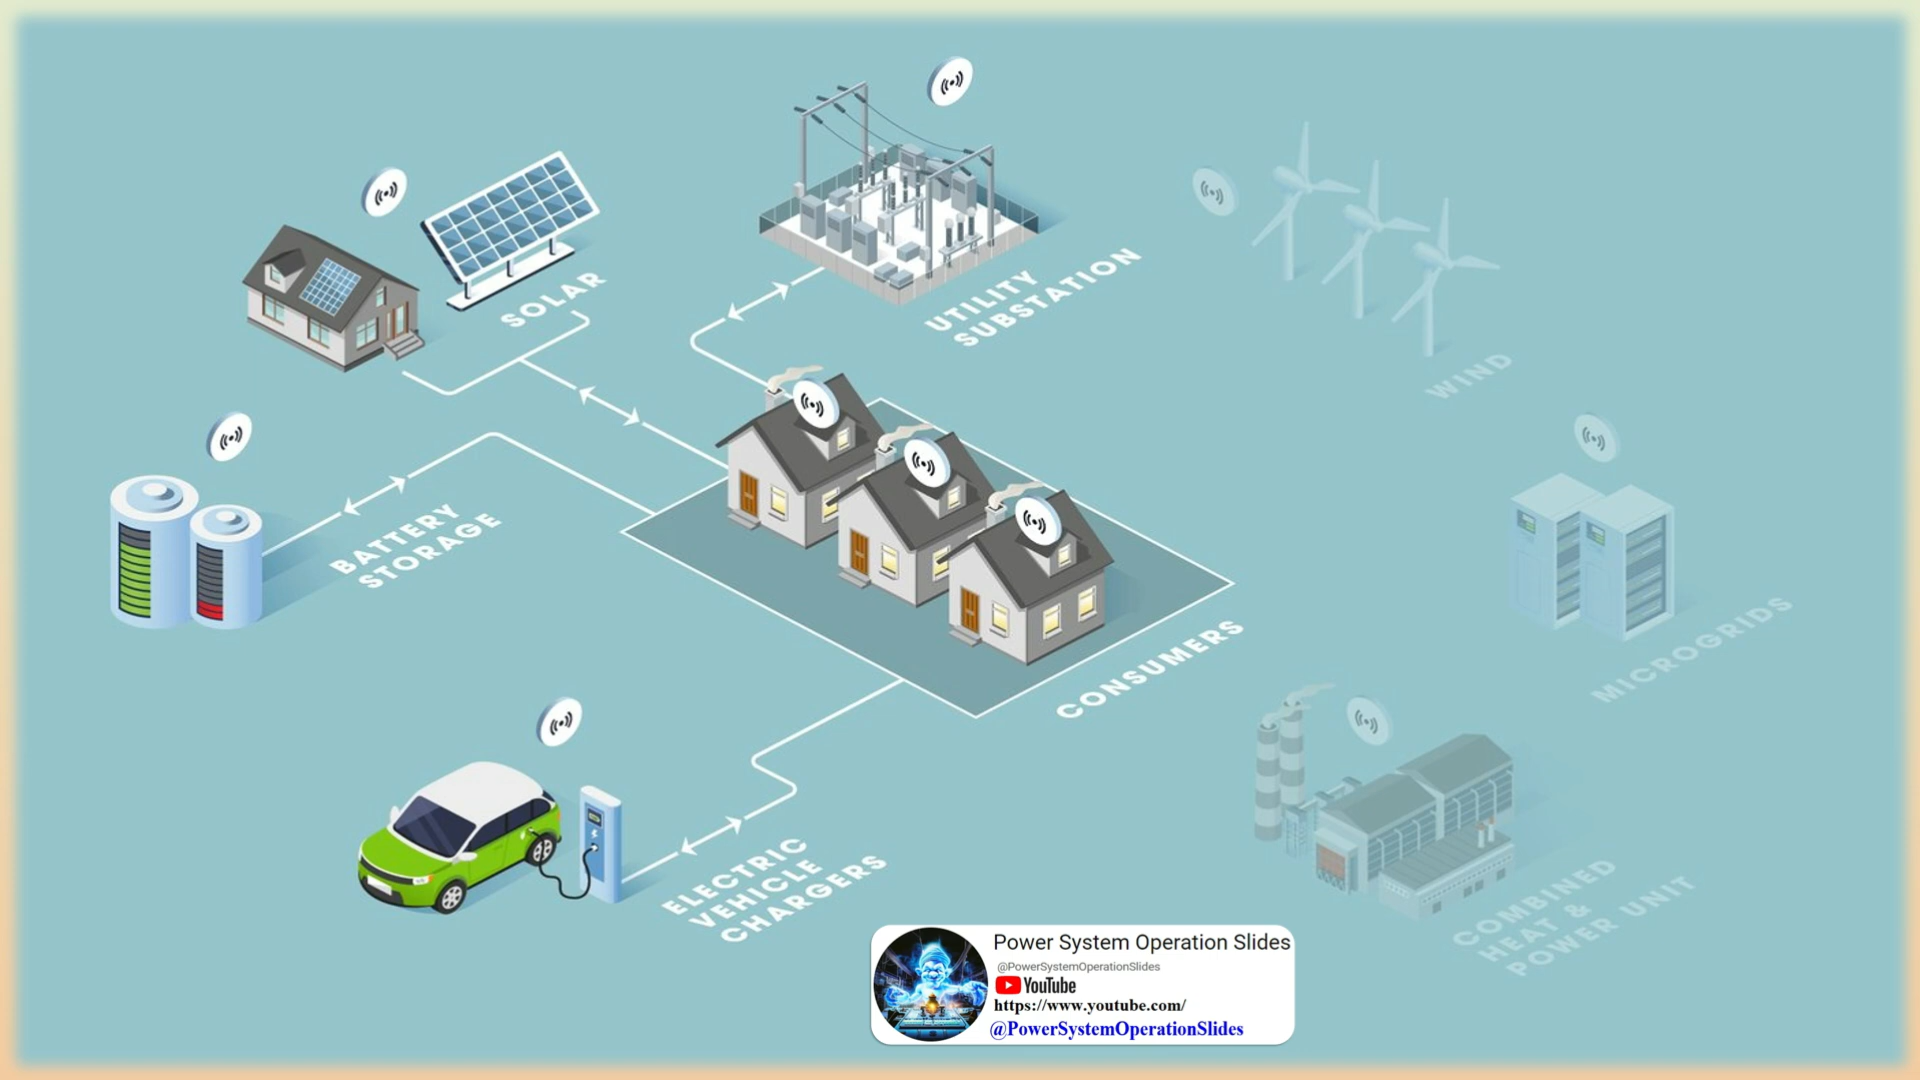 SOLAR
UTILITY
SUBSTATION
WIND
BATTERY
STORAGE
CONSUMERS
MICROGRIDS
ELECTRIC
VEHICLE
CHARGERS
COMBINED
HEAT &
POWER UNIT
Power System Operation Slides
@PowerSystemOperationSlides
YouTube
https://www.youtube.com/
@PowerSystemOperationSlides